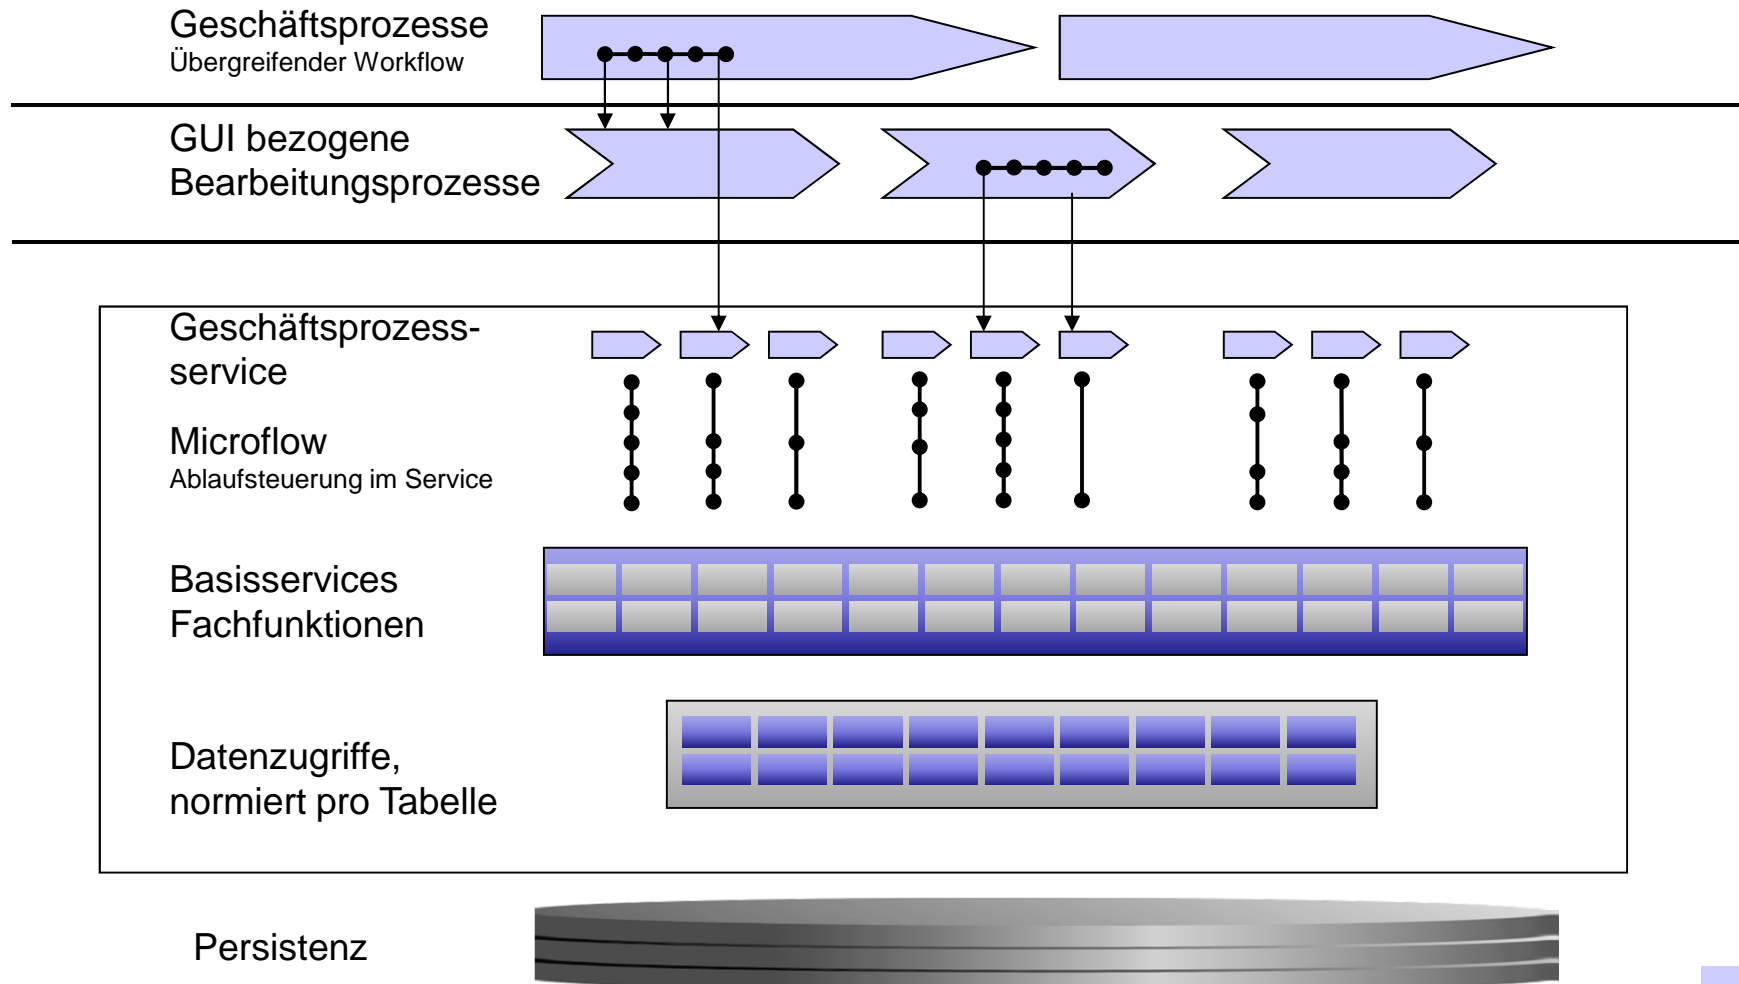 Geschäftsprozesse
Übergreifender Workflow
GUI bezogene
Bearbeitungsprozesse
Geschäftsprozess-
service
Microflow
Ablaufsteuerung im Service
Basisservices
Fachfunktionen
Datenzugriffe,
normiert pro Tabelle
Persistenz